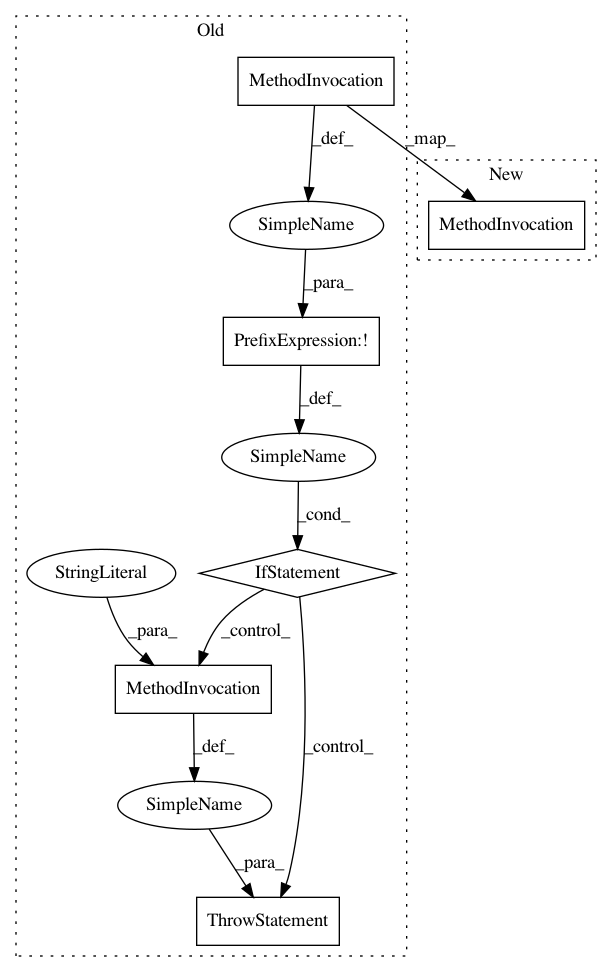 Old
MethodInvocation
_def_
_map_
New
SimpleName
MethodInvocation
_para_
PrefixExpression:!
_def_
SimpleName
_cond_
StringLiteral
IfStatement
_para_
_control_
MethodInvocation
_def_
_control_
SimpleName
_para_
ThrowStatement